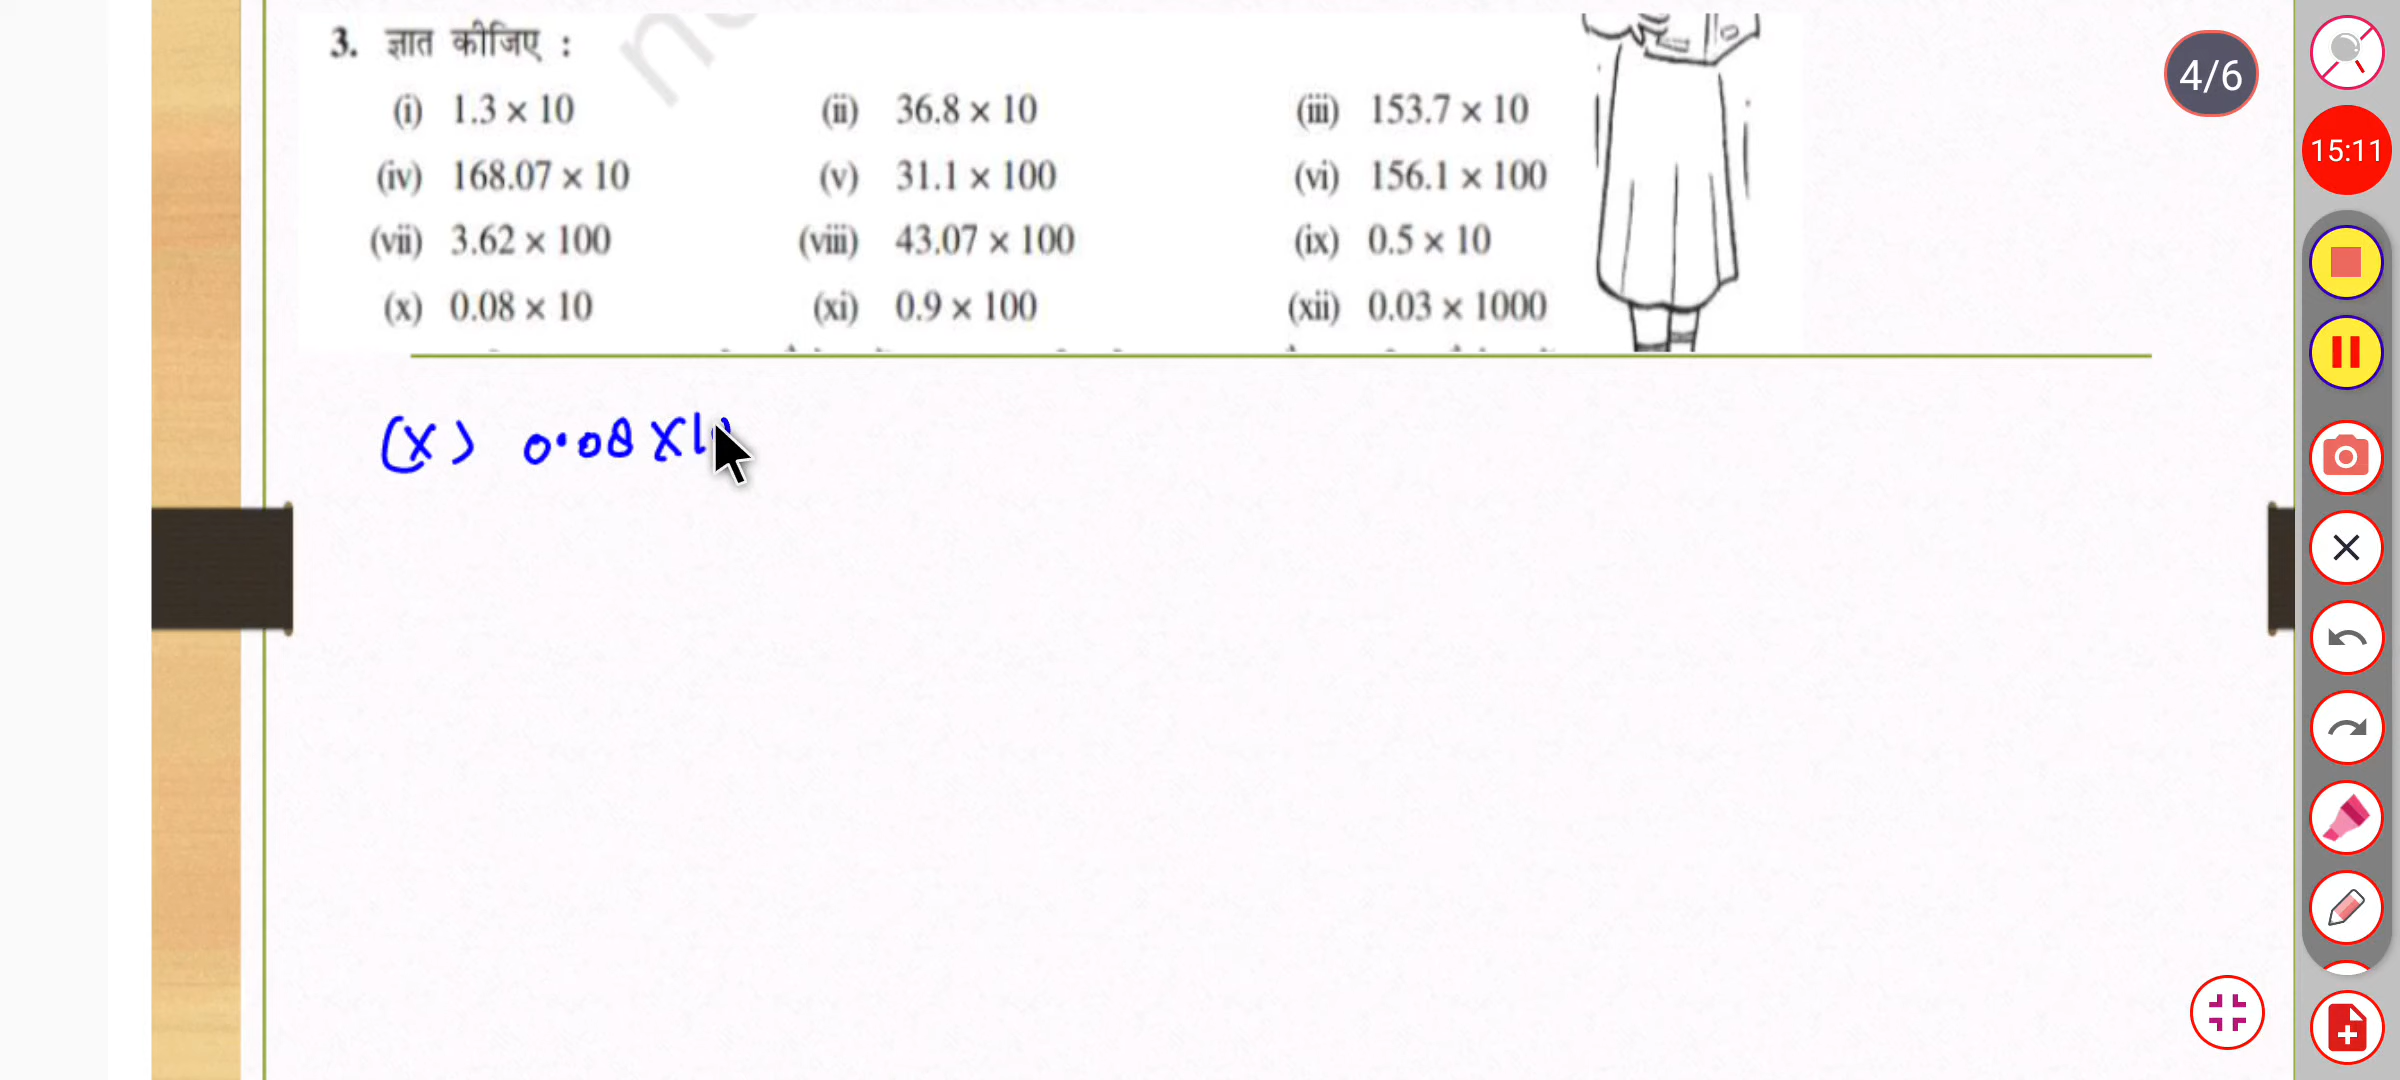 3. ज्ञात कीजिए :
(i) 1.3 × 10 (ii) 36.8 × 10 (iii) 153.7 × 10
(iv) 168.07 × 10 (v) 31.1 × 100 (vi) 156.1 × 100
(vii) 3.62 × 100 (viii) 43.07 × 100 (ix) 0.5 × 10
(x) 0.08 × 10 (xi) 0.9 × 100 (xii) 0.03 × 1000
(x) 0.08 ×10
4/6
15:11